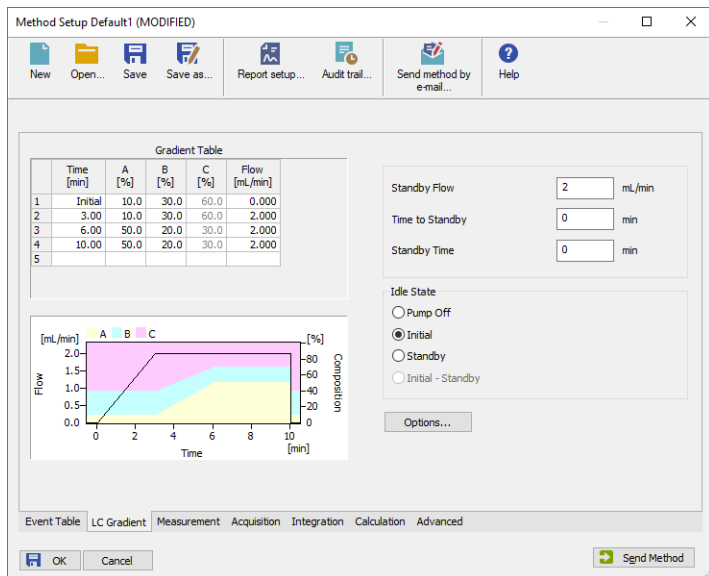 Method Setup Default1 (MODIFIED)
New Open... Save Save as... Report setup... Audit trail... Send method by e-mail... Help
Gradient Table
Time [min] A [%] B [%] C [%] Flow [mL/min]
1 Initial 10.0 30.0 60.0 0.000
2 3.00 10.0 30.0 60.0 2.000
3 6.00 50.0 20.0 30.0 2.000
4 10.00 50.0 20.0 30.0 2.000
5
Standby Flow 2 mL/min
Time to Standby 0 min
Standby Time 0 min
Idle State
Pump Off
Initial
Standby
Initial - Standby
Options...
[mL/min] A B C [%]
2.0
1.5
1.0
0.5
0.0
Flow
80
60
40
20
0
Composition
0 2 4 6 8 10
Time [min]
Event Table LC Gradient Measurement Acquisition Integration Calculation Advanced
OK Cancel Send Method